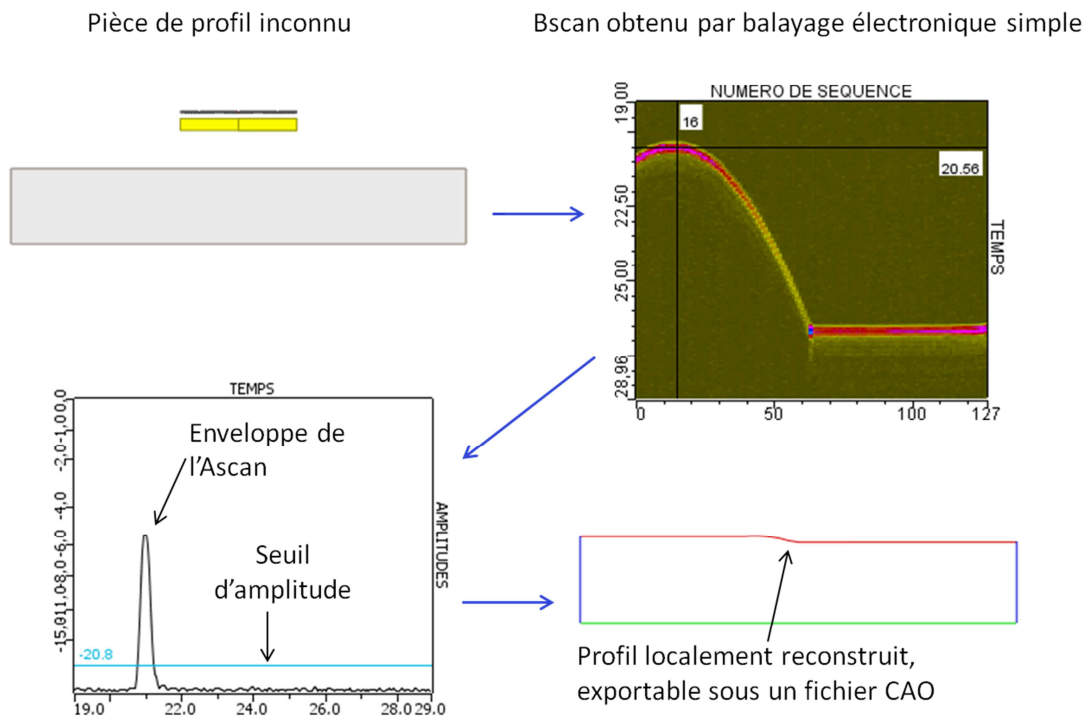 Pièce de profil inconnu
Bscan obtenu par balayage électronique simple
NUMERO DE SEQUENCE
19,00
22,50
25,00
28,96
16
20.56
TEMPS
0
50
100
127
TEMPS
Enveloppe de
l'Ascan
Seuil
d'amplitude
-20.8
AMPLITUDES
19.0
22.0
24.0
26.0
28.0
29.0
Profil localement reconstruit,
exportable sous un fichier CAO